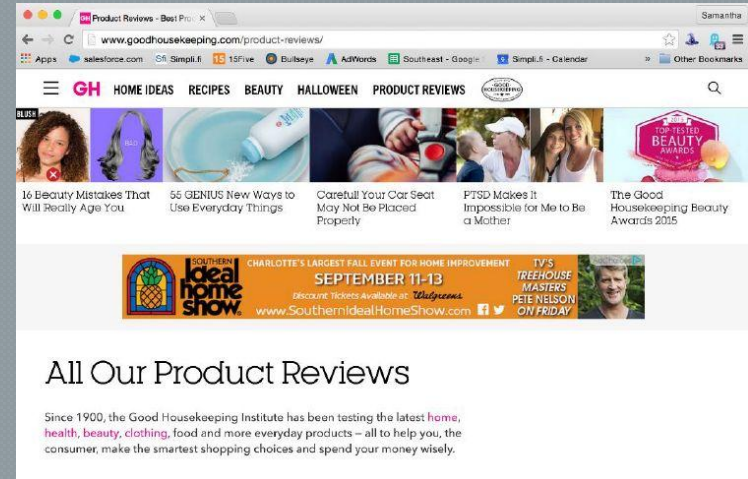 Product Reviews - Best Pro
Samantha
www.goodhousekeeping.com/product-reviews/
Apps salesforce.com Simpli.fi 15Five Bullseye AdWords Southeast - Google Simpli.fi - Calendar » Other Bookmarks
GH HOME IDEAS RECIPES BEAUTY HALLOWEEN PRODUCT REVIEWS GOOD HOUSEKEEPING
BLUSH
TOP-TESTED
BEAUTY
AWARDS
16 Beauty Mistakes That
Will Really Age You
55 GENIUS New Ways to
Use Everyday Things
Careful! Your Car Seat
May Not Be Placed
Properly
PTSD Makes It
Impossible for Me to Be
a Mother
The Good
Housekeeping Beauty
Awards 2015
SOUTHERN
Ideal
home
SHOW.
CHARLOTTE'S LARGEST FALL EVENT FOR HOME IMPROVEMENT
SEPTEMBER 11-13
Discount Tickets Available at Walgreens
www.SouthernIdealHomeShow.com
TV'S
TREEHOUSE
MASTERS
PETE NELSON
ON FRIDAY
All Our Product Reviews
Since 1900, the Good Housekeeping Institute has been testing the latest home,
health, beauty, clothing, food and more everyday products – all to help you, the
consumer, make the smartest shopping choices and spend your money wisely.